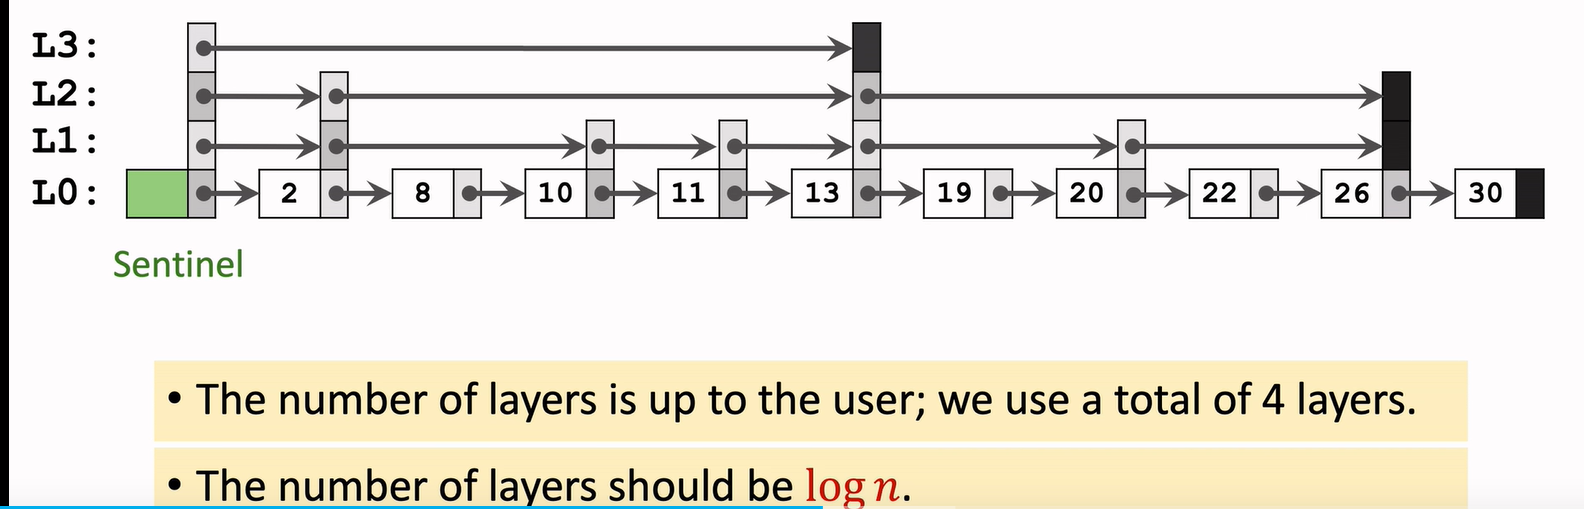 L3:
L2:
L1:
L0: 2 8 10 11 13 19 20 22 26 30
Sentinel
• The number of layers is up to the user; we use a total of 4 layers.
• The number of layers should be log n.